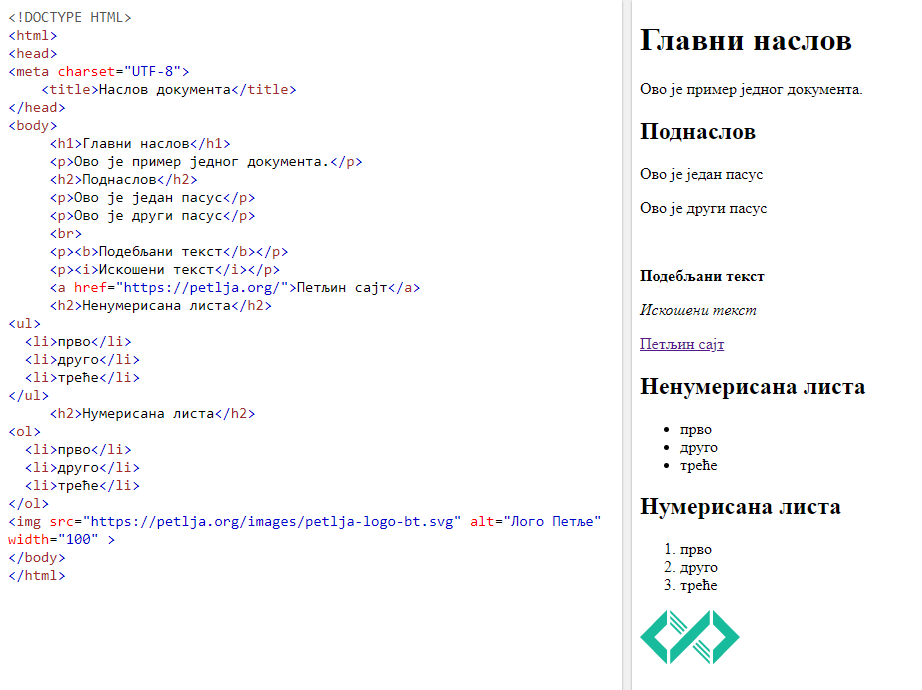 <!DOCTYPE HTML>
<html>
<head>
<meta charset="UTF-8">
<title>Наслов документа</title>
</head>
<body>
<h1>Главни наслов</h1>
<p>Ово је пример једног документа.</p>
<h2>Поднаслов</h2>
<p>Ово је један пасус</p>
<p>Ово је други пасус</p>
<br>
<p><b>Подебљани текст</b></p>
<p><i>Искошени текст</i></p>
<a href="https://petlja.org/">Петљин сајт</a>
<h2>Ненумерисана листа</h2>
<ul>
<li>прво</li>
<li>друго</li>
<li>треће</li>
</ul>
<h2>Нумерисана листа</h2>
<ol>
<li>прво</li>
<li>друго</li>
<li>треће</li>
</ol>
<img src="https://petlja.org/images/petlja-logo-bt.svg" alt="Лого Петље"
width="100" >
</body>
</html>
Главни наслов
Ово је пример једног документа.
Поднаслов
Ово је један пасус
Ово је други пасус
Подебљани текст
Искошени текст
Петљин сајт
Ненумерисана листа
• прво
• друго
• треће
Нумерисана листа
1. прво
2. друго
3. треће